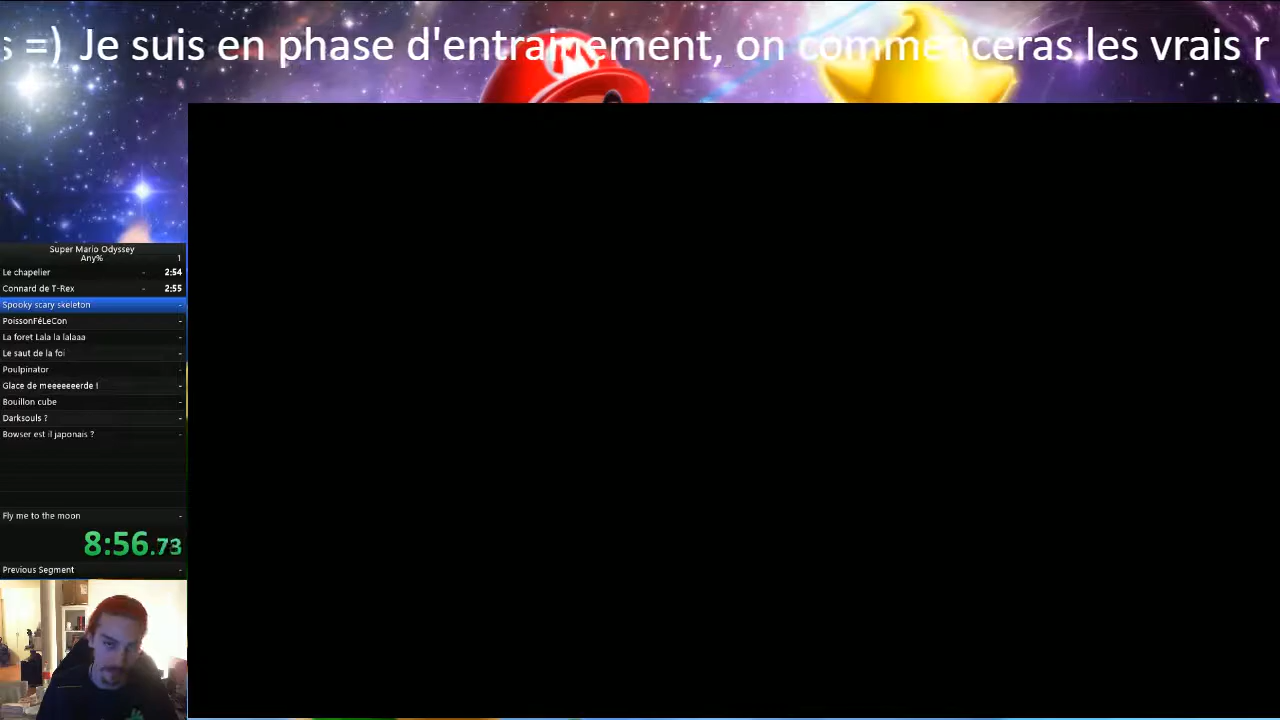 s =) Je suis en phase d'entrainement, on commenceras les vrais r
Super Mario Odyssey
Any% 1
Le chapelier - 2:54
Connard de T-Rex - 2:55
Spooky scary skeleton -
PoissonFéLeCon -
La foret Lala la lalaaa -
Le saut de la foi -
Poulpinator -
Glace de meeeeeeerde ! -
Bouillon cube -
Darksouls ? -
Bowser est il japonais ? -
Fly me to the moon -
8:56.73
Previous Segment -